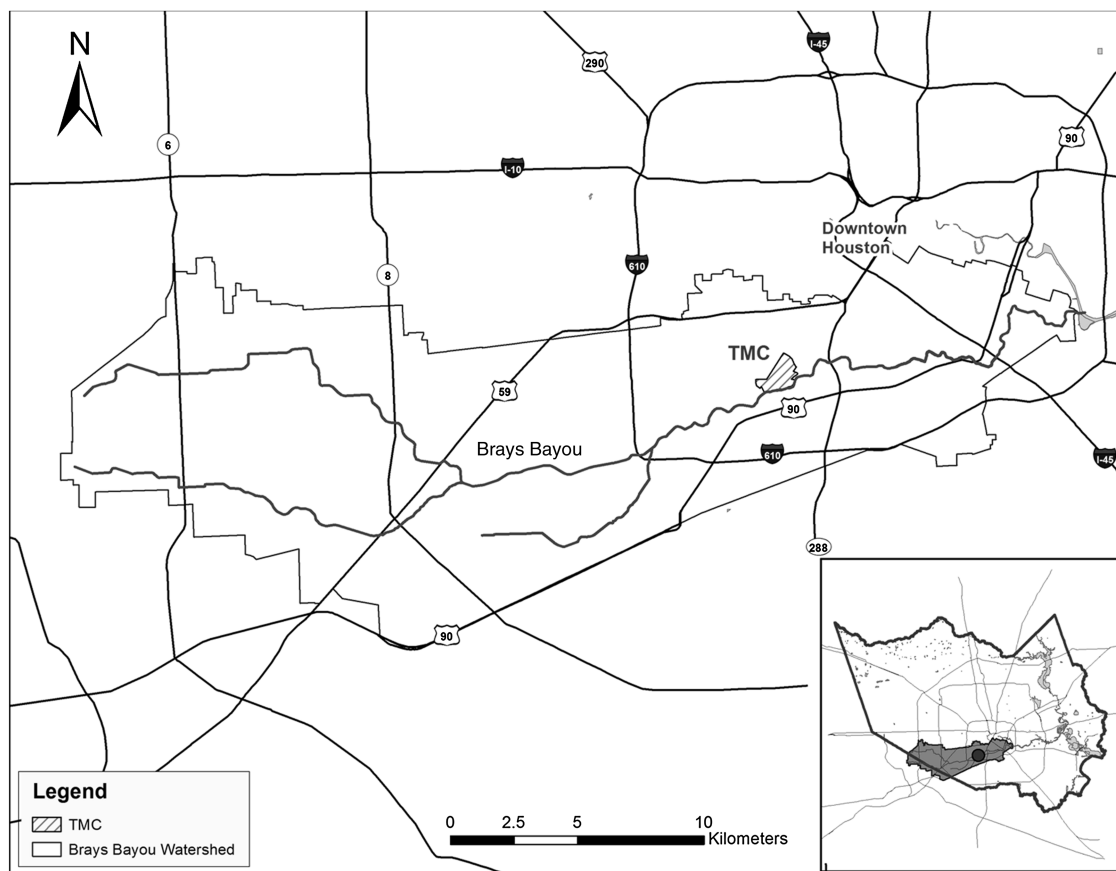 N
I-45
290
90
6
I-10
Downtown
Houston
610
8
TMC
59
90
Brays Bayou
610
I-45
288
90
Legend
TMC
Brays Bayou Watershed
0 2.5 5 10
Kilometers